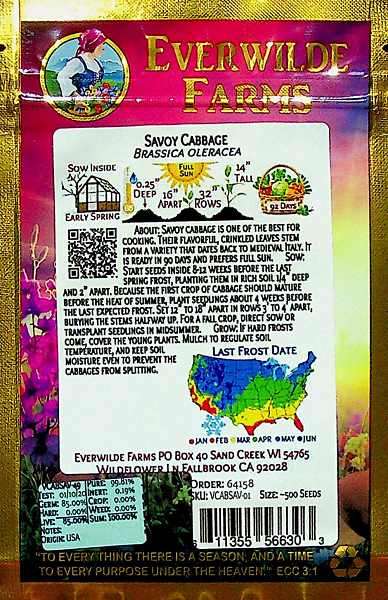 EVERWILDE
FARMS
SAVOY CABBAGE
BRASSICA OLERACEA
SOW INSIDE
EARLY SPRING
0.25"
DEEP
16"
APART
FULL
SUN
32"
ROWS
14"
TALL
92 DAYS
ABOUT: SAVOY CABBAGE IS ONE OF THE BEST FOR
COOKING. THEIR FLAVORFUL, CRINKLED LEAVES STEM
FROM A VARIETY THAT DATES BACK TO MEDIEVAL ITALY. IT
IS READY IN 90 DAYS AND PREFERS FULL SUN. SOW:
START SEEDS INSIDE 8-12 WEEKS BEFORE THE LAST
SPRING FROST, PLANTING THEM IN RICH SOIL 1/4" DEEP
AND 2" APART. BECAUSE THE FIRST CROP OF CABBAGE SHOULD MATURE
BEFORE THE HEAT OF SUMMER, PLANT SEEDLINGS ABOUT 4 WEEKS BEFORE
THE LAST EXPECTED FROST. SET 12" TO 18" APART IN ROWS 3' TO 4' APART,
BURYING THE STEMS HALFWAY UP. FOR A FALL CROP, DIRECT SOW OR
TRANSPLANT SEEDLINGS IN MIDSUMMER. GROW: IF HARD FROSTS
COME, COVER THE YOUNG PLANTS. MULCH TO REGULATE SOIL
TEMPERATURE, AND KEEP SOIL
MOISTURE EVEN TO PREVENT THE
CABBAGES FROM SPLITTING.
LAST FROST DATE
JAN FEB MAR APR MAY JUN
EVERWILDE FARMS PO BOX 40 SAND CREEK WI 54765
WILDFLOWER LN FALLBROOK CA 92028
VCABSAV-49 PURE: 99.81%
TEST: 01/10/20 INERT: 0.19%
GERM: 85.00% CROP: 0.00%
HARD: 0.00% WEED: 0.00%
LIVE: 85.00% SUM: 100.00%
NOTES:
ORIGIN: USA
ORDER: 64158
SKU: VCABSAV-01 SIZE: ~500 SEEDS
6 11355 56630 3
"TO EVERYTHING THERE IS A SEASON, AND A TIME
TO EVERY PURPOSE UNDER THE HEAVEN." ECC 3:1